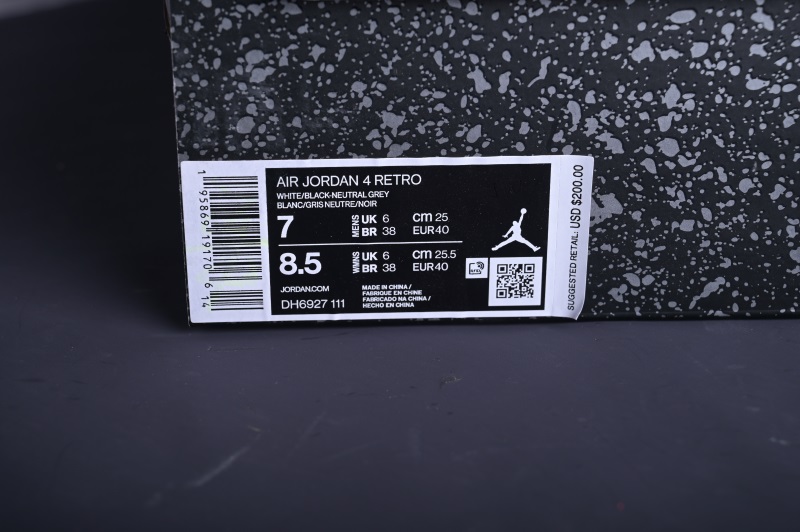 AIR JORDAN 4 RETRO
WHITE/BLACK-NEUTRAL GREY
BLANC/GRIS NEUTRE/NOIR
7 MENS UK 6 cm 25
BR 38 EUR40
8.5 WMNS UK 6 cm 25.5
BR 38 EUR40
JORDAN.COM
DH6927 111
MADE IN CHINA /
FABRIQUE EN CHINE
FABRICADO NA CHINA /
HECHO EN CHINA
1 95869 19170 6 14
SUGGESTED RETAIL: USD $200.00